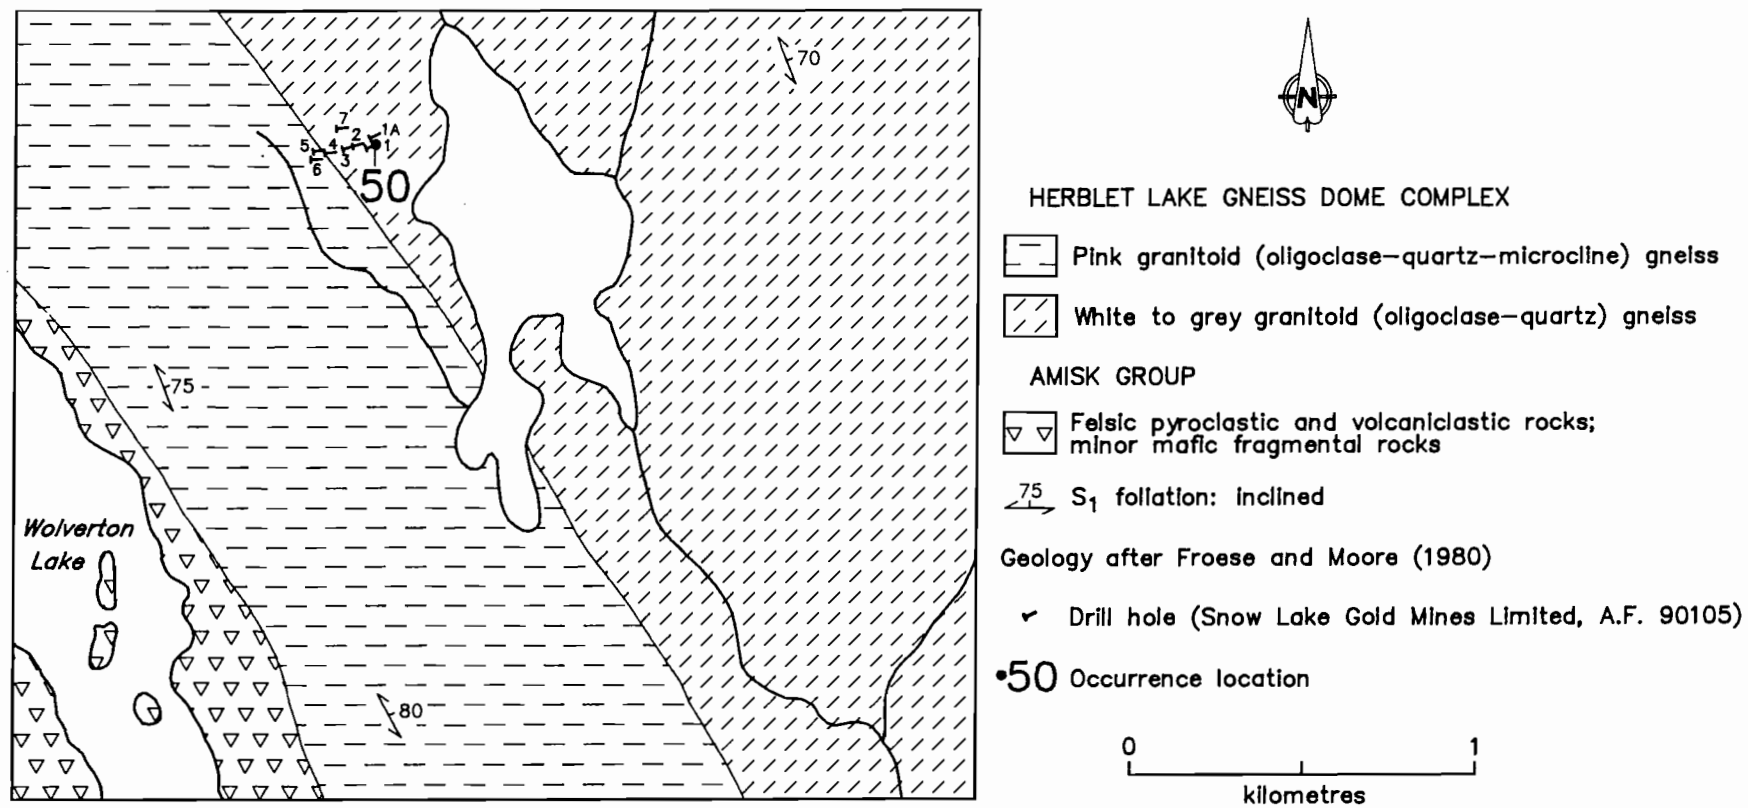 70
7
1A
2
5
4
1
3
6
50
75
Wolverton
Lake
80
N
HERBLET LAKE GNEISS DOME COMPLEX
Pink granitoid (oligoclase-quartz-microcline) gneiss
White to grey granitoid (oligoclase-quartz) gneiss
AMISK GROUP
Felsic pyroclastic and volcaniclastic rocks;
minor mafic fragmental rocks
75 S1 foliation: inclined
Geology after Froese and Moore (1980)
Drill hole (Snow Lake Gold Mines Limited, A.F. 90105)
•50 Occurrence location
0 1
kilometres